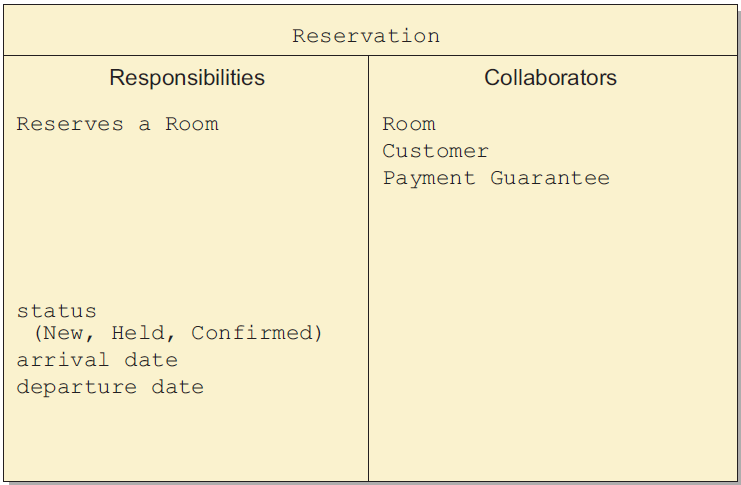 Reservation
Responsibilities
Reserves a Room
status
(New, Held, Confirmed)
arrival date
departure date
Collaborators
Room
Customer
Payment Guarantee